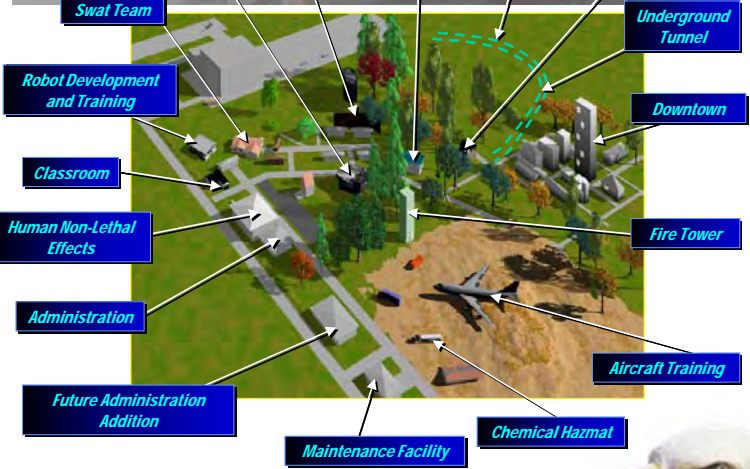 Swat Team
Underground
Tunnel
Robot Development
and Training
Downtown
Classroom
Human Non-Lethal
Effects
Fire Tower
Administration
Aircraft Training
Future Administration
Addition
Chemical Hazmat
Maintenance Facility